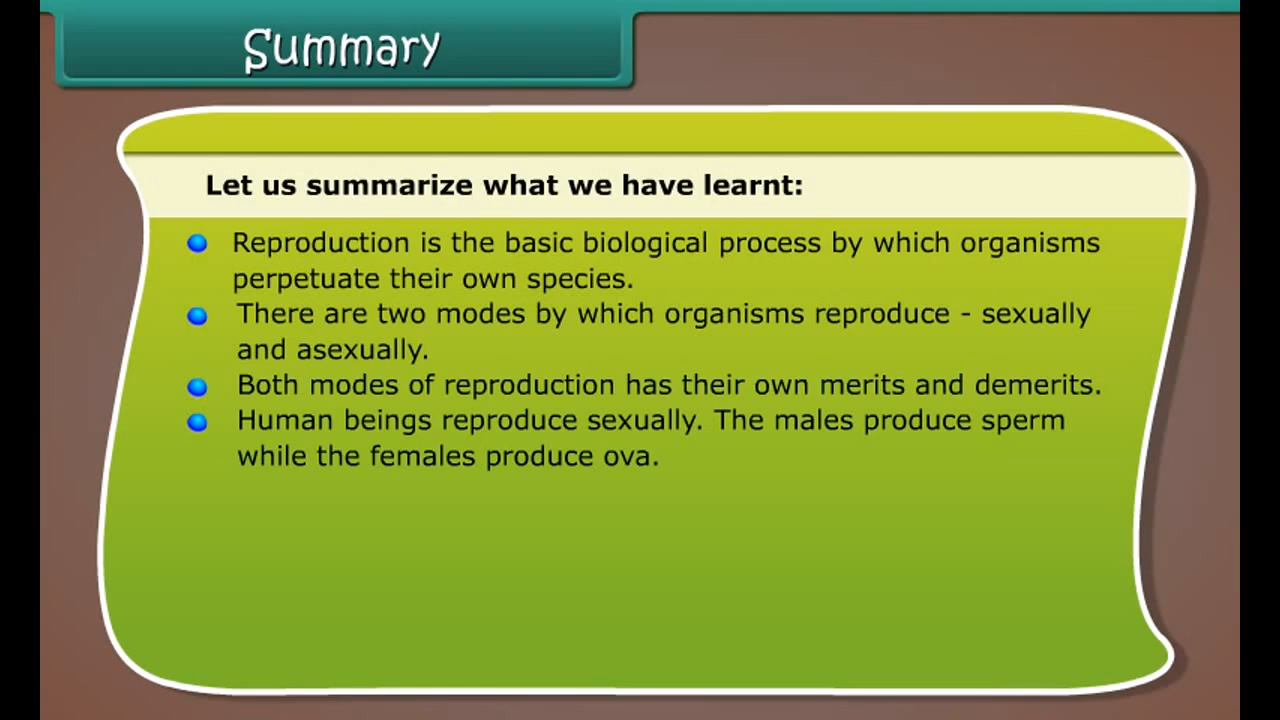 Summary
Let us summarize what we have learnt:
Reproduction is the basic biological process by which organisms
perpetuate their own species.
There are two modes by which organisms reproduce - sexually
and asexually.
Both modes of reproduction has their own merits and demerits.
Human beings reproduce sexually. The males produce sperm
while the females produce ova.